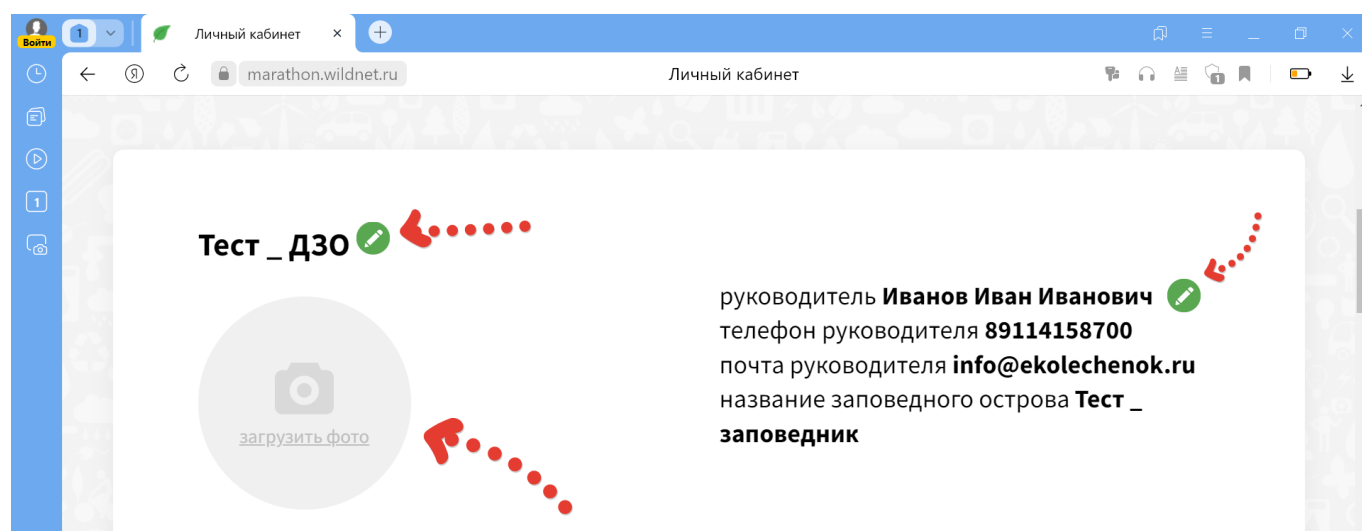 Войти
1
Личный кабинет
marathon.wildnet.ru
Личный кабинет
1
1
Тест _ ДЗО
загрузить фото
руководитель Иванов Иван Иванович
телефон руководителя 89114158700
почта руководителя info@ekolechenok.ru
название заповедного острова Тест _
заповедник